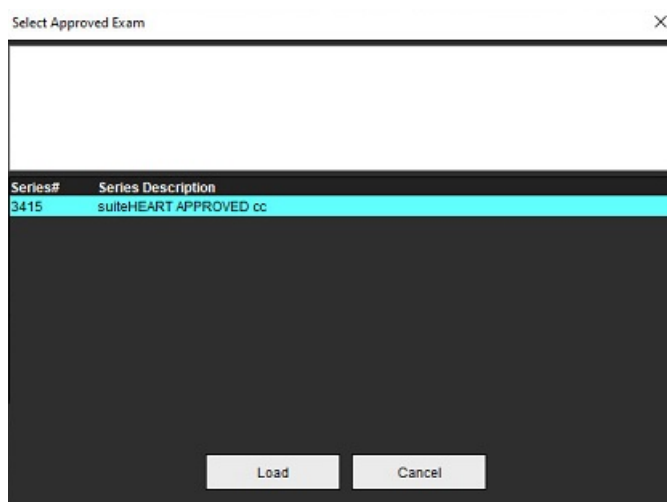 Select Approved Exam
Series# Series Description
3415 suiteHEART APPROVED cc
Load Cancel